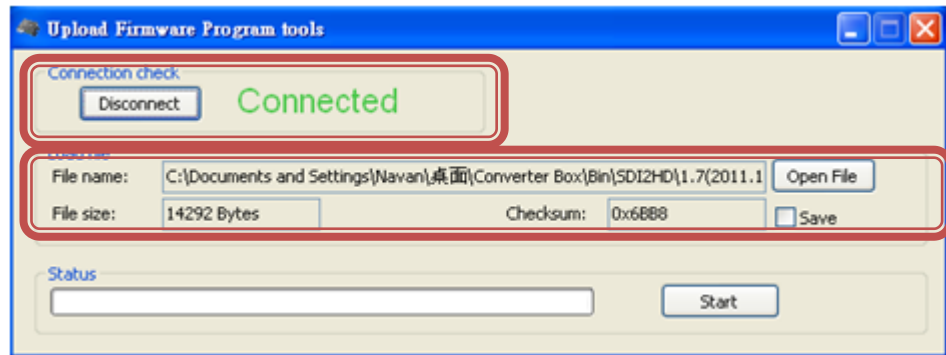 Upload Firmware Program tools
Connection check
Disconnect Connected
File name: C:\Documents and Settings\Navan\桌面\Converter Box\Bin\SDI2HD\1.7(2011.1 Open File
File size: 14292 Bytes Checksum: 0x6BB8 Save
Status
Start